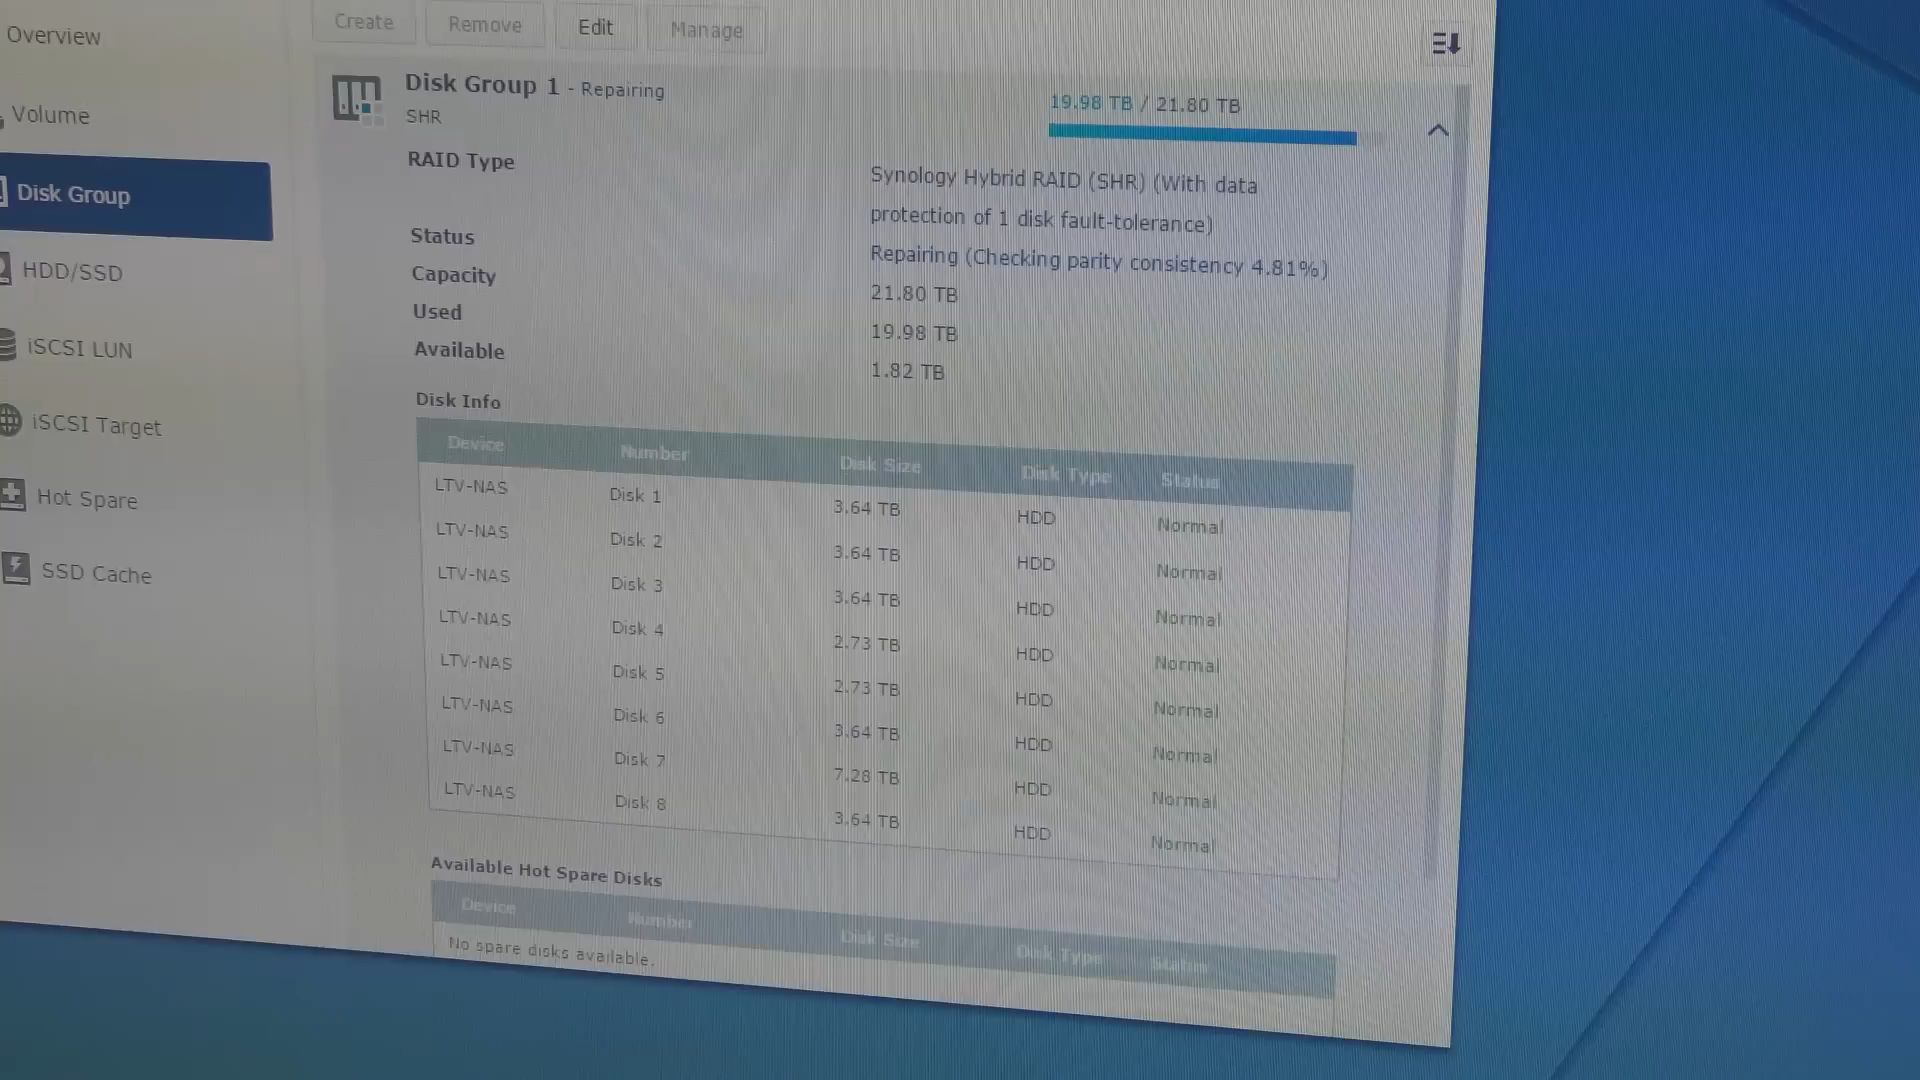 Create Remove Edit Manage
Overview
Volume
Disk Group
HDD/SSD
iSCSI LUN
iSCSI Target
Hot Spare
SSD Cache
Disk Group 1 - Repairing
SHR
19.98 TB / 21.80 TB
RAID Type Synology Hybrid RAID (SHR) (With data
protection of 1 disk fault-tolerance)
Status Repairing (Checking parity consistency 4.81%)
Capacity 21.80 TB
Used 19.98 TB
Available 1.82 TB
Disk Info
Device Number Disk Size Disk Type Status
LTV-NAS Disk 1 3.64 TB HDD Normal
LTV-NAS Disk 2 3.64 TB HDD Normal
LTV-NAS Disk 3 3.64 TB HDD Normal
LTV-NAS Disk 4 2.73 TB HDD Normal
LTV-NAS Disk 5 2.73 TB HDD Normal
LTV-NAS Disk 6 3.64 TB HDD Normal
LTV-NAS Disk 7 7.28 TB HDD Normal
LTV-NAS Disk 8 3.64 TB HDD Normal
Available Hot Spare Disks
Device Number Disk Size Disk Type Status
No spare disks available.